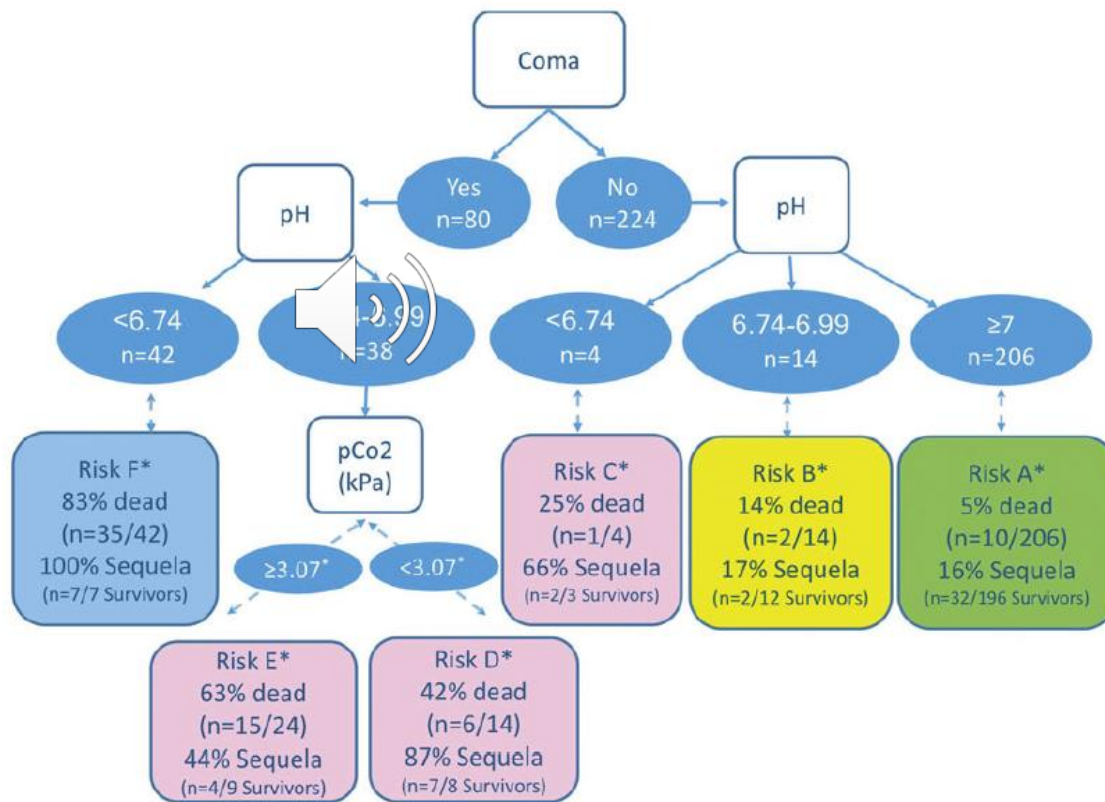 Coma
Yes
n=80
No
n=224
pH
pH
<6.74
n=42
-6.99
n=38
<6.74
n=4
6.74-6.99
n=14
≥7
n=206
Risk F*
83% dead
(n=35/42)
100% Sequela
(n=7/7 Survivors)
pCo2
(kPa)
Risk C*
25% dead
(n=1/4)
66% Sequela
(n=2/3 Survivors)
Risk B*
14% dead
(n=2/14)
17% Sequela
(n=2/12 Survivors)
Risk A*
5% dead
(n=10/206)
16% Sequela
(n=32/196 Survivors)
≥3.07*
<3.07*
Risk E*
63% dead
(n=15/24)
44% Sequela
(n=4/9 Survivors)
Risk D*
42% dead
(n=6/14)
87% Sequela
(n=7/8 Survivors)